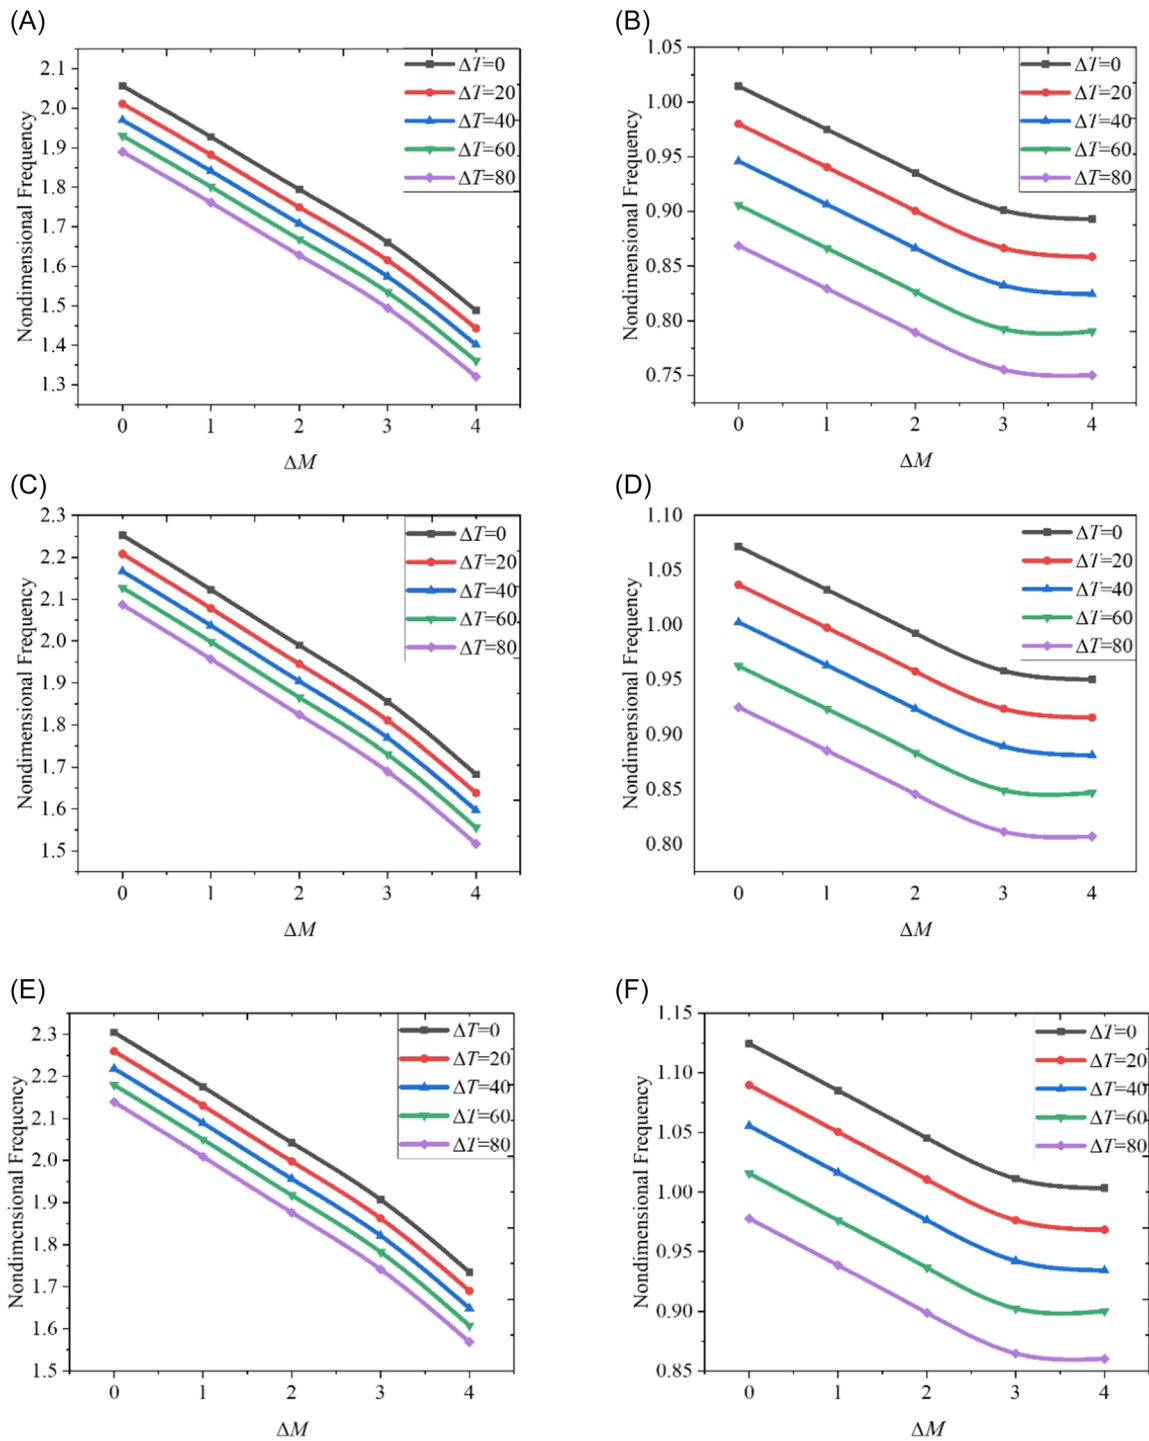 (A)
2.1
2.0
1.9
1.8
1.7
1.6
1.5
1.4
1.3
Nondimensional Frequency
0 1 2 3 4
ΔM
ΔT=0
ΔT=20
ΔT=40
ΔT=60
ΔT=80
(B)
1.05
1.00
0.95
0.90
0.85
0.80
0.75
Nondimensional Frequency
0 1 2 3 4
ΔM
ΔT=0
ΔT=20
ΔT=40
ΔT=60
ΔT=80
(C)
2.3
2.2
2.1
2.0
1.9
1.8
1.7
1.6
1.5
Nondimensional Frequency
0 1 2 3 4
ΔM
ΔT=0
ΔT=20
ΔT=40
ΔT=60
ΔT=80
(D)
1.10
1.05
1.00
0.95
0.90
0.85
0.80
Nondimensional Frequency
0 1 2 3 4
ΔM
ΔT=0
ΔT=20
ΔT=40
ΔT=60
ΔT=80
(E)
2.3
2.2
2.1
2.0
1.9
1.8
1.7
1.6
1.5
Nondimensional Frequency
0 1 2 3 4
ΔM
ΔT=0
ΔT=20
ΔT=40
ΔT=60
ΔT=80
(F)
1.15
1.10
1.05
1.00
0.95
0.90
0.85
Nondimensional Frequency
0 1 2 3 4
ΔM
ΔT=0
ΔT=20
ΔT=40
ΔT=60
ΔT=80